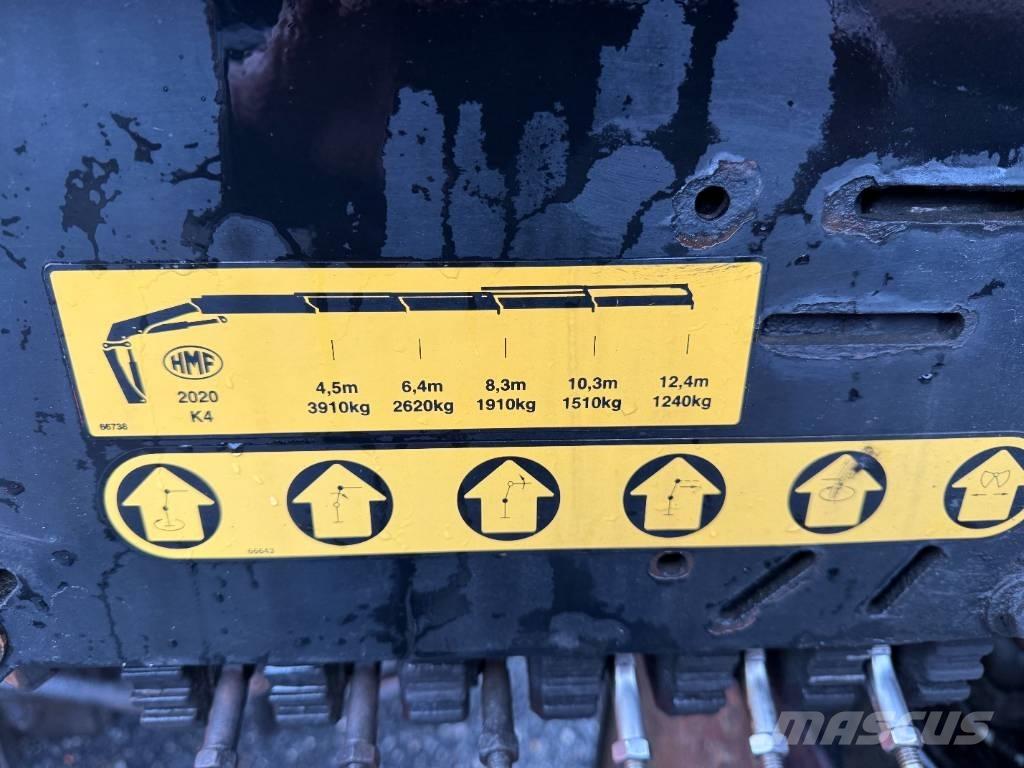 HMF
2020
K4
4,5m 6,4m 8,3m 10,3m 12,4m
3910kg 2620kg 1910kg 1510kg 1240kg
66738
66643
MASCUS